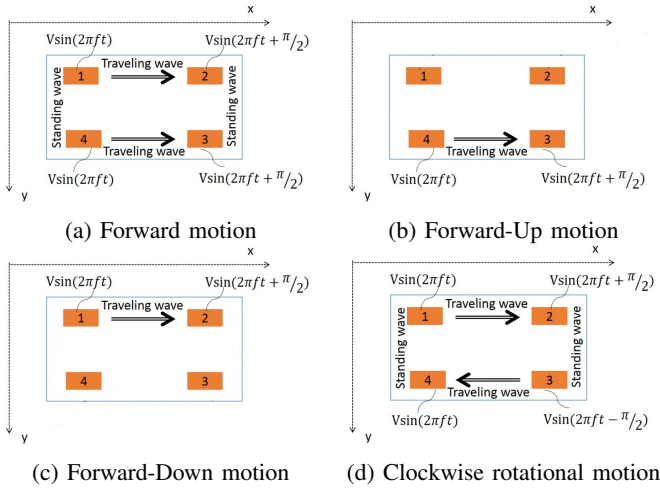 x
Vsin(2πft)
Vsin(2πft + π/2)
Traveling wave
1
2
Standing wave
Standing wave
4
3
Traveling wave
Vsin(2πft)
Vsin(2πft + π/2)
y
(a) Forward motion
x
1
2
4
3
Traveling wave
Vsin(2πft)
Vsin(2πft + π/2)
y
(b) Forward-Up motion
x
Vsin(2πft)
Vsin(2πft + π/2)
Traveling wave
1
2
4
3
y
(c) Forward-Down motion
x
Vsin(2πft)
Vsin(2πft + π/2)
Traveling wave
1
2
Standing wave
Standing wave
4
3
Traveling wave
Vsin(2πft)
Vsin(2πft − π/2)
y
(d) Clockwise rotational motion